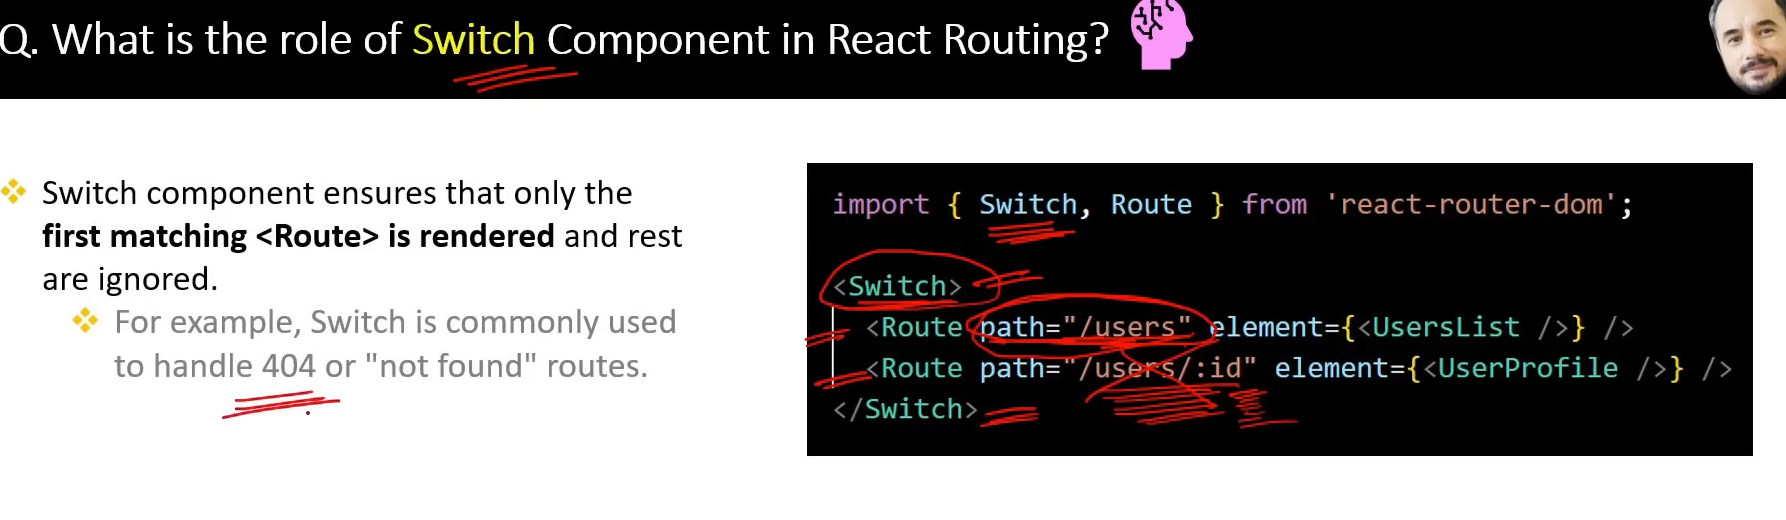 Q. What is the role of Switch Component in React Routing?
Switch component ensures that only the
first matching <Route> is rendered and rest
are ignored.
For example, Switch is commonly used
to handle 404 or "not found" routes.
import { Switch, Route } from 'react-router-dom';
<Switch>
<Route path="/users" element={<UsersList />} />
<Route path="/users/:id" element={<UserProfile />} />
</Switch>